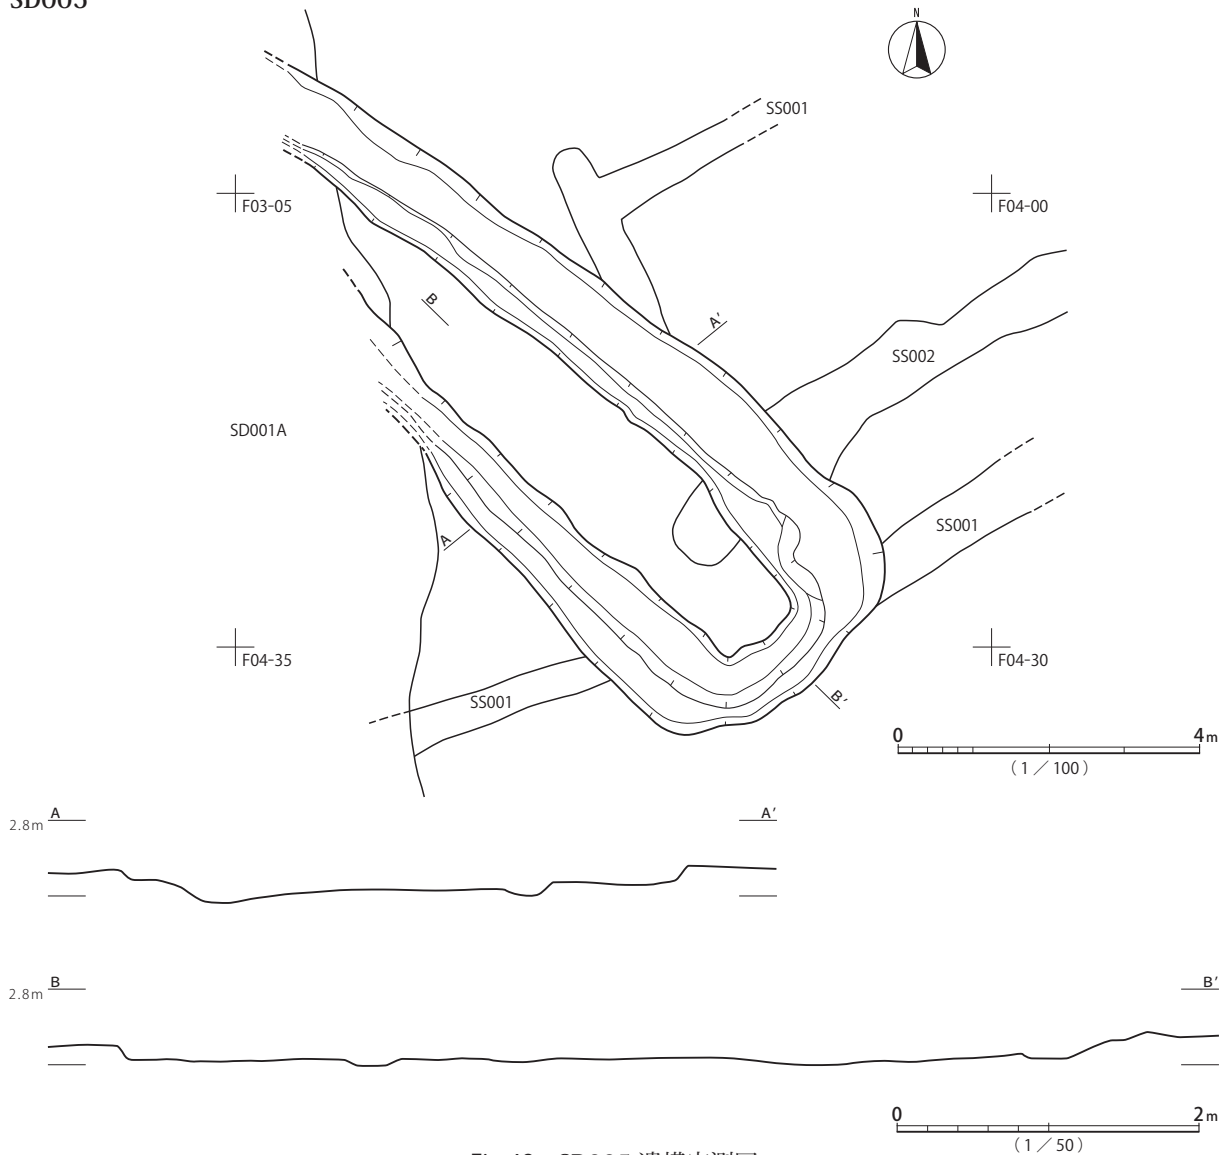 N
SS001
F03-05
F04-00
B
A′
SS002
SD001A
SS001
A
F04-35
F04-30
SS001
B′
0 4m
(1／100)
A A′
2.8m
B B′
2.8m
0 2m
(1／50)